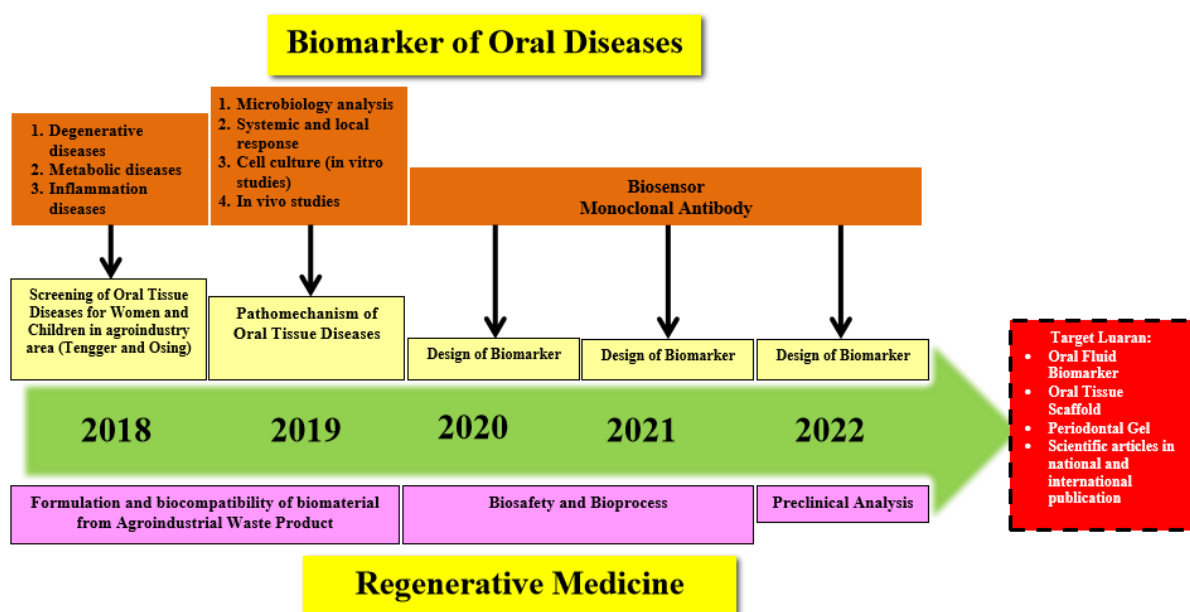 Biomarker of Oral Diseases
1. Degenerative
diseases
2. Metabolic diseases
3. Inflammation
diseases
1. Microbiology analysis
2. Systemic and local
response
3. Cell culture (in vitro
studies)
4. In vivo studies
Biosensor
Monoclonal Antibody
Screening of Oral Tissue
Diseases for Women and
Children in agroindustry
area (Tengger and Osing)
Pathomechanism of
Oral Tissue Diseases
Design of Biomarker
Design of Biomarker
Design of Biomarker
2018
2019
2020
2021
2022
Target Luaran:
• Oral Fluid
Biomarker
• Oral Tissue
Scaffold
• Periodontal Gel
• Scientific articles in
national and
international
publication
Formulation and biocompatibility of biomaterial
from Agroindustrial Waste Product
Biosafety and Bioprocess
Preclinical Analysis
Regenerative Medicine